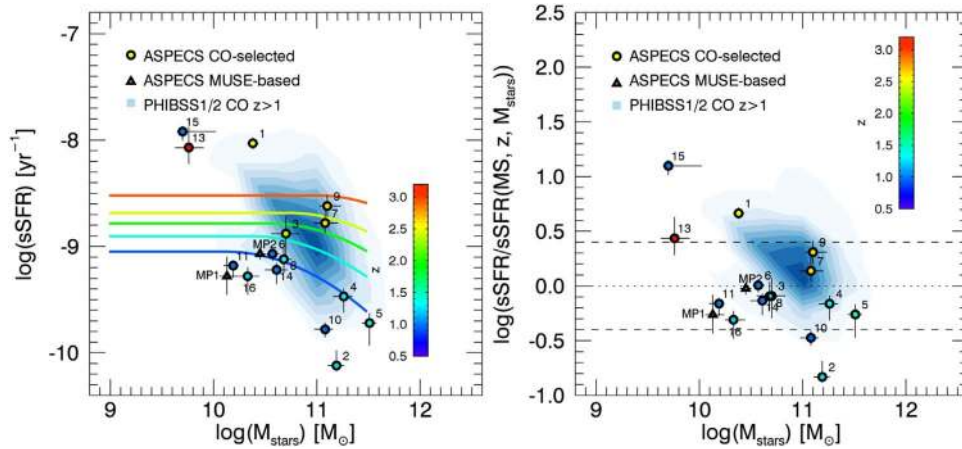 -7
-8
-9
-10
log(sSFR) [yr⁻¹]
ASPECS CO-selected
ASPECS MUSE-based
PHIBSS1/2 CO z>1
15
13
1
9
7
3
MP2 6
11
8
MP1
16
14
4
5
10
2
3.0
2.5
2.0
1.5
1.0
0.5
z
9 10 11 12
log(Mstars) [M⊙]
2.5
2.0
1.5
1.0
0.5
0.0
-0.5
-1.0
log(sSFR/sSFR(MS, z, Mstars))
ASPECS CO-selected
ASPECS MUSE-based
PHIBSS1/2 CO z>1
3.0
2.5
2.0
1.5
1.0
0.5
z
15
1
13
9
7
MP2 6
3
11
8
14
MP1
16
4
5
10
2
9 10 11 12
log(Mstars) [M⊙]